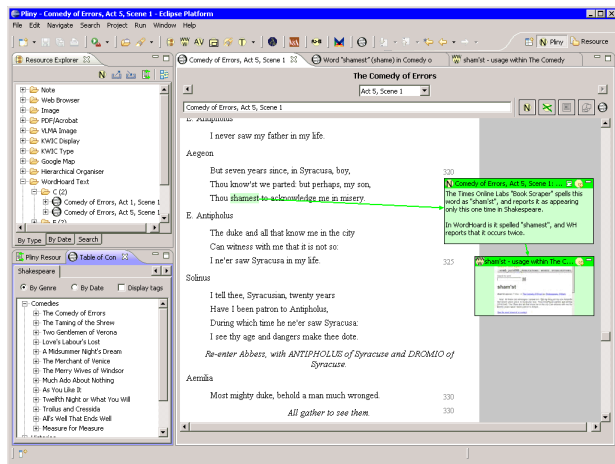 Pliny - Comedy of Errors, Act 5, Scene 1 - Eclipse Platform
File Edit Navigate Search Project Run Window Help
AV T
N Pliny Resource
Resource Explorer
Comedy of Errors, Act 5, Scene 1
Word "shamest" (shame) in Comedy o
sham'st - usage within The Comedy
The Comedy of Errors
Act 5, Scene 1
Comedy of Errors, Act 5, Scene 1
N
Note
Web Browser
Image
PDF/Acrobat
VLMA Image
KWIC Display
KWIC Type
Google Map
Hierarchical Organiser
WordHoard Text
C (2)
Comedy of Errors, Act 1, Scene 1
Comedy of Errors, Act 5, Scene 1
By Type By Date Search
Pliny Resour Table of Con
Shakespeare
By Genre By Date Display tags
Comedies
The Comedy of Errors
The Taming of the Shrew
Two Gentlemen of Verona
Love's Labour's Lost
A Midsummer Night's Dream
The Merchant of Venice
The Merry Wives of Windsor
Much Ado About Nothing
As You Like It
Twelfth Night or What You Will
Troilus and Cressida
All's Well That Ends Well
Measure for Measure
Histories
E. Antipholus
I never saw my father in my life.
Aegeon
But seven years since, in Syracusa, boy, 320
Thou know'st we parted: but perhaps, my son,
Thou shamest to acknowledge me in misery.
E. Antipholus
The duke and all that know me in the city
Can witness with me that it is not so:
I ne'er saw Syracusa in my life. 325
Solinus
I tell thee, Syracusian, twenty years
Have I been patron to Antipholus,
During which time he ne'er saw Syracusa:
I see thy age and dangers make thee dote.
Re-enter Abbess, with ANTIPHOLUS of Syracuse and DROMIO of
Syracuse.
Aemilia
Most mighty duke, behold a man much wronged. 330
All gather to see them. 330
N Comedy of Errors, Act 5, Scene 1: ...
The Times Online Labs "Book Scraper" spells this
word as "sham'st", and reports it as appearing
only this one time in Shakespeare.
In WordHoard is it spelled "shamest", and WH
reports that it occurs twice.
sham'st - usage within The C...
sham'st